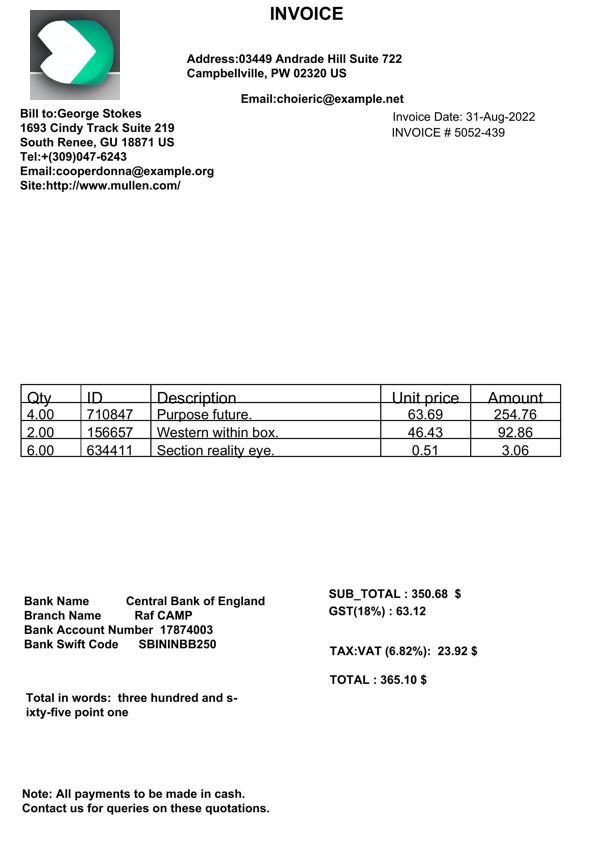 INVOICE
Address:03449 Andrade Hill Suite 722
Campbellville, PW 02320 US
Email:choieric@example.net
Bill to:George Stokes
1693 Cindy Track Suite 219
South Renee, GU 18871 US
Tel:+(309)047-6243
Email:cooperdonna@example.org
Site:http://www.mullen.com/
Invoice Date: 31-Aug-2022
INVOICE # 5052-439
Qty ID Description Unit price Amount
4.00 710847 Purpose future. 63.69 254.76
2.00 156657 Western within box. 46.43 92.86
6.00 634411 Section reality eye. 0.51 3.06
SUB_TOTAL : 350.68 $
GST(18%) : 63.12
TAX:VAT (6.82%): 23.92 $
TOTAL : 365.10 $
Bank Name Central Bank of England
Branch Name Raf CAMP
Bank Account Number 17874003
Bank Swift Code SBININBB250
Total in words: three hundred and s-
ixty-five point one
Note: All payments to be made in cash.
Contact us for queries on these quotations.